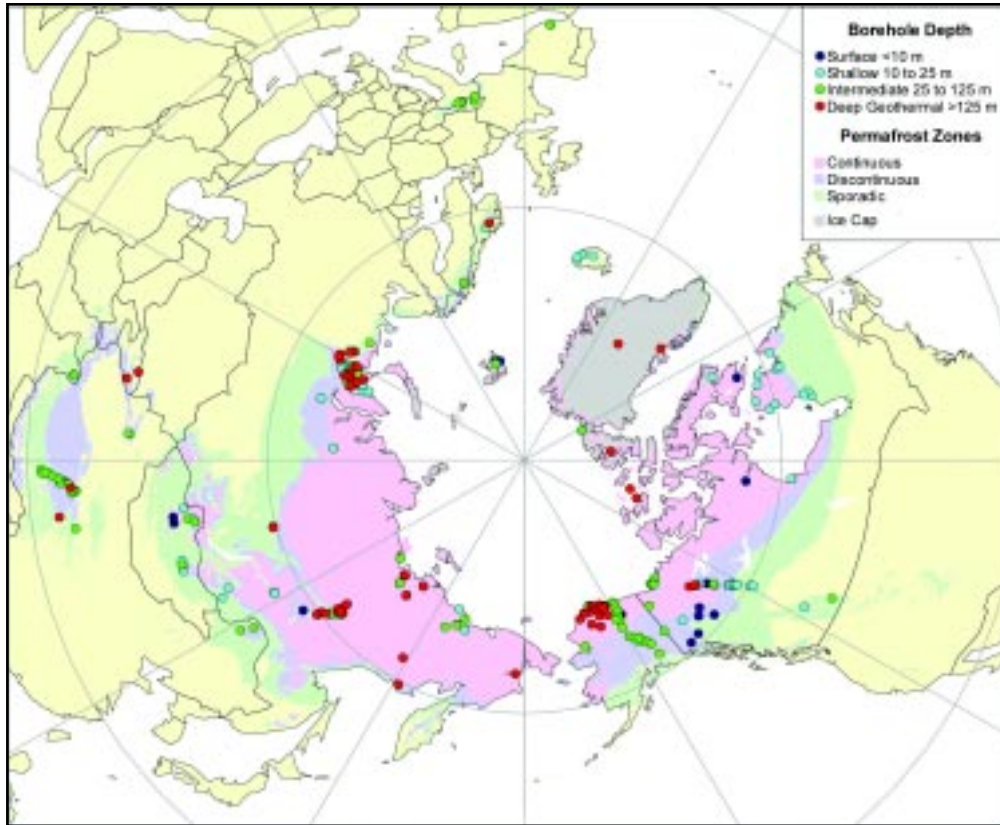 Borehole Depth
Surface <10 m
Shallow 10 to 25 m
Intermediate 25 to 125 m
Deep Geothermal >125 m
Permafrost Zones
Continuous
Discontinuous
Sporadic
Ice Cap